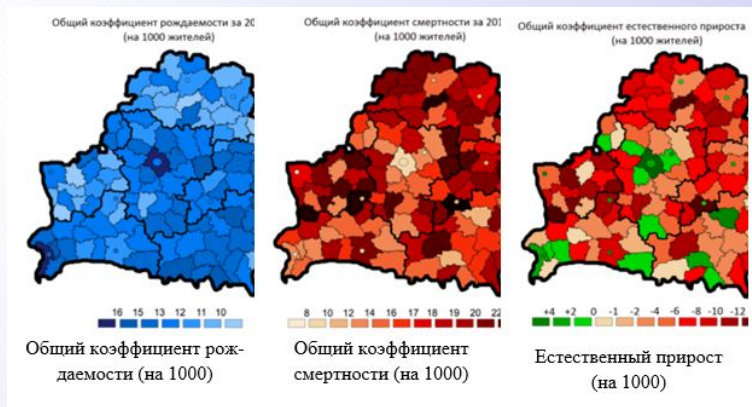 Общий коэффициент рождаемости за 20
(на 1000 жителей)
Общий коэффициент смертности за 201
(на 1000 жителей)
Общий коэффициент естественного прироста
(на 1000 жителей)
16 15 13 12 11 10
8 10 12 14 16 17 18 19 20 22
+4 +2 0 -1 -2 -4 -6 -8 -10 -12
Общий коэффициент рож-
даемости (на 1000)
Общий коэффициент
смертности (на 1000)
Естественный прирост
(на 1000)